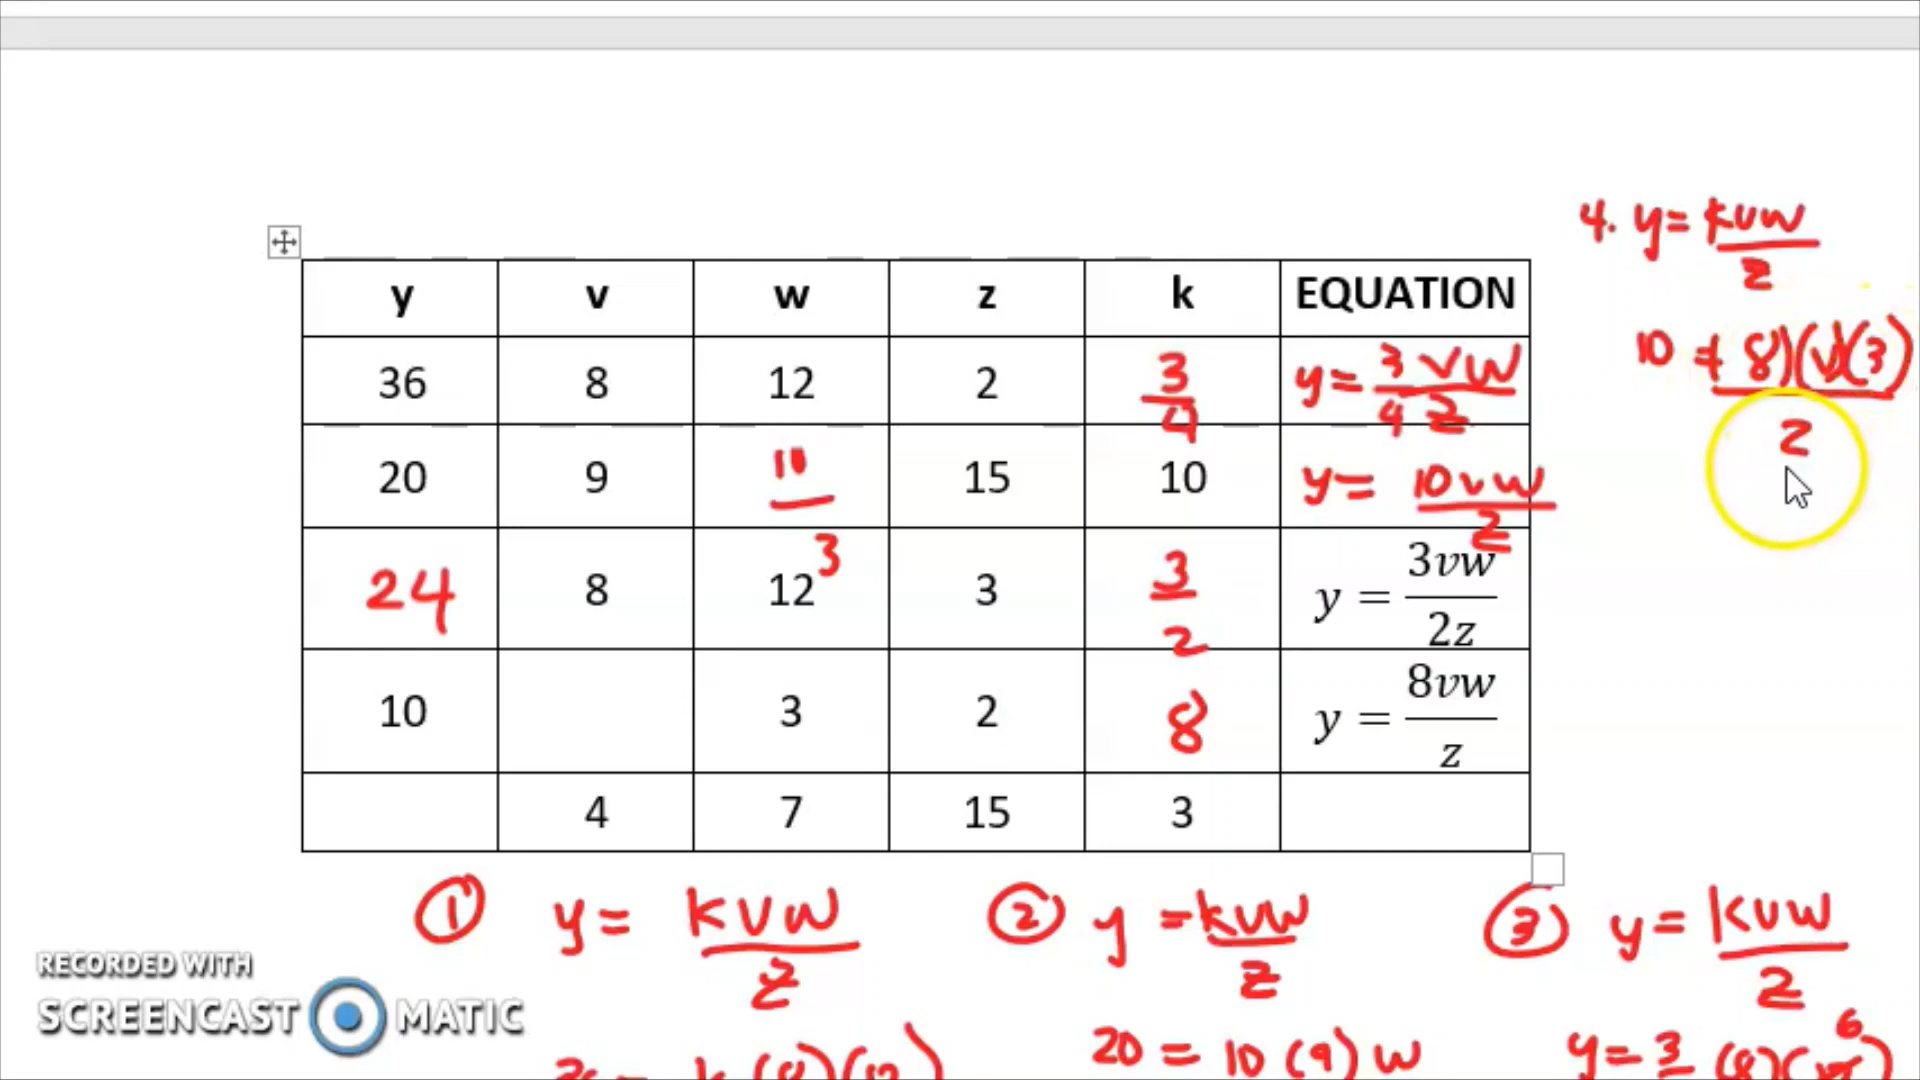 y v w z k EQUATION
36 8 12 2 3/4 y = 3vw/4z
20 9 10/3 15 10 y = 10vw/z
24 8 12 3 3/2 y = 3vw/2z
10 3 2 8 y = 8vw/z
4 7 15 3
4. y = kvw/z
10 = (8)(v)(3)
2
① y = kvw/z
② y = kvw/z
③ y = kvw/z
20 = 10(9)w
RECORDED WITH
SCREENCAST MATIC